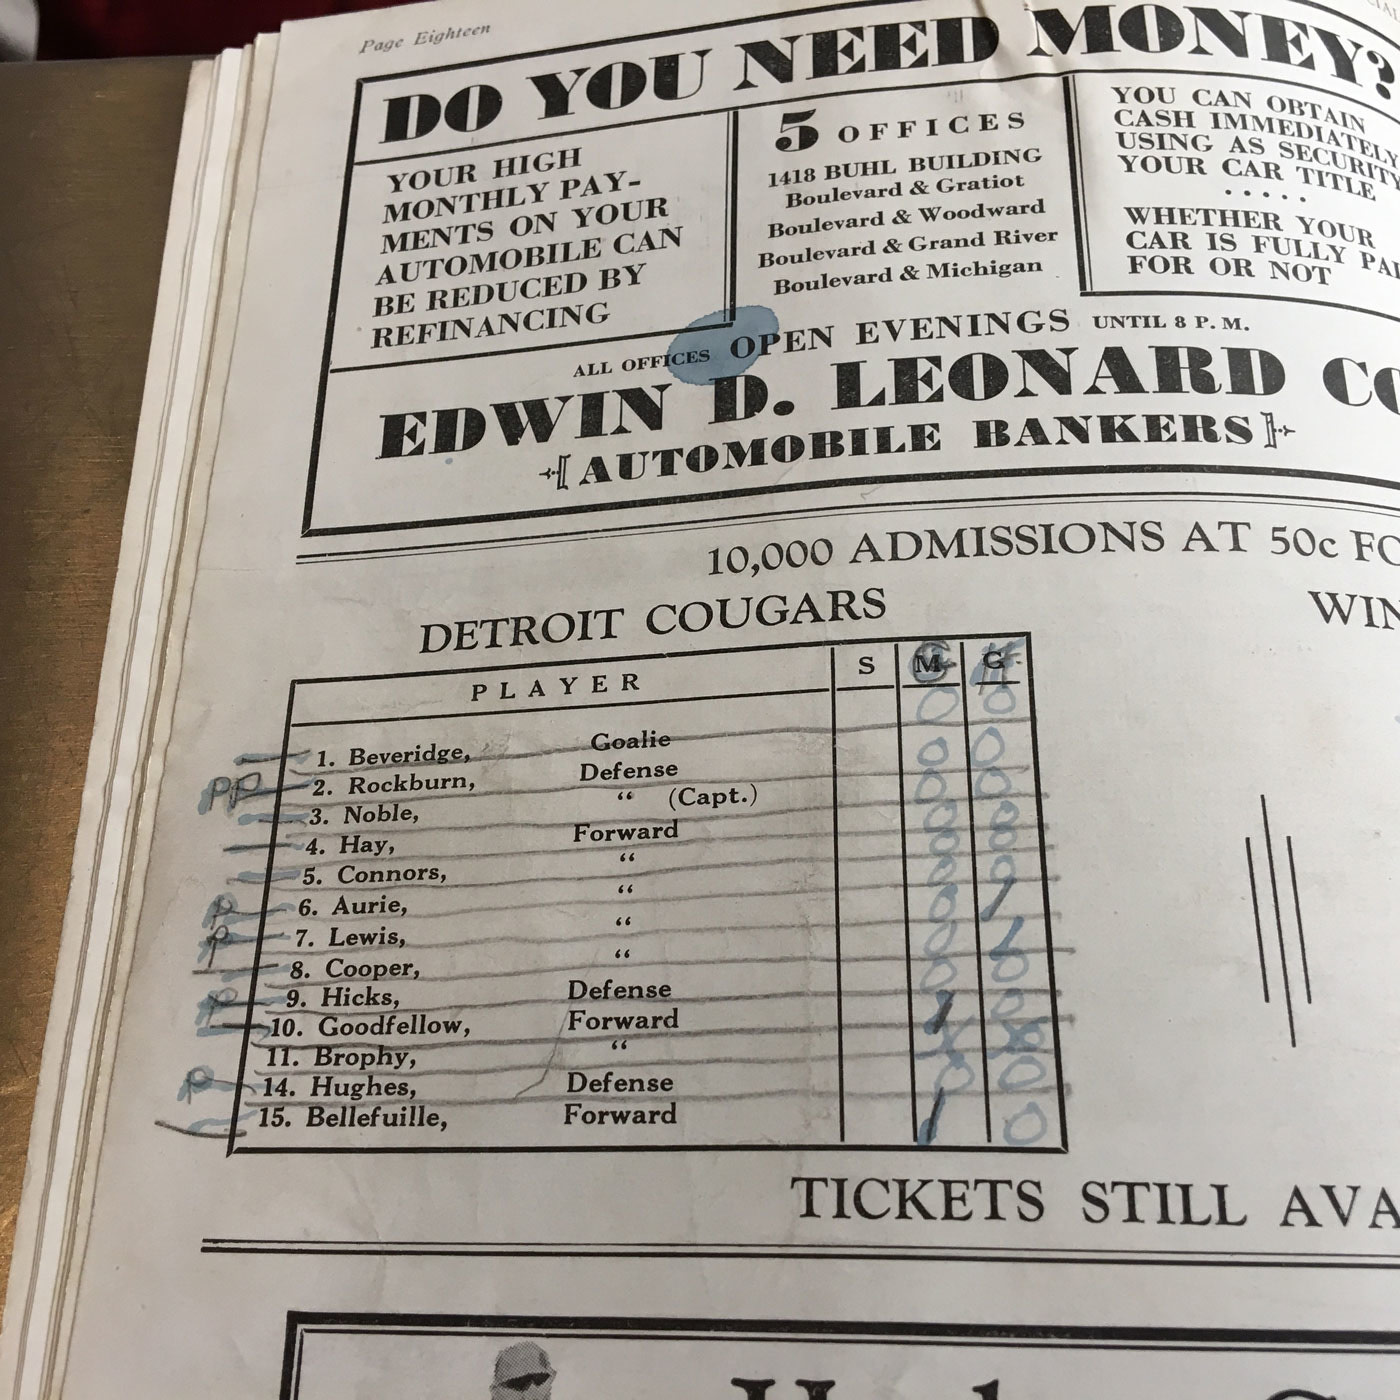 Page Eighteen
DO YOU NEED MONEY?
YOUR HIGH
MONTHLY PAY-
MENTS ON YOUR
AUTOMOBILE CAN
BE REDUCED BY
REFINANCING
5 OFFICES
1418 BUHL BUILDING
Boulevard & Gratiot
Boulevard & Woodward
Boulevard & Grand River
Boulevard & Michigan
YOU CAN OBTAIN
CASH IMMEDIATELY
USING AS SECURITY
YOUR CAR TITLE
. . . . .
WHETHER YOUR
CAR IS FULLY PAI
FOR OR NOT
ALL OFFICES OPEN EVENINGS UNTIL 8 P. M.
EDWIN D. LEONARD CO
AUTOMOBILE BANKERS
10,000 ADMISSIONS AT 50c FO
DETROIT COUGARS
WIN
PLAYER S M G
1. Beveridge, Goalie
PP 2. Rockburn, Defense
3. Noble, “ (Capt.)
4. Hay, Forward
5. Connors, “
P 6. Aurie, “
P 7. Lewis, “
8. Cooper, “
P 9. Hicks, Defense
10. Goodfellow, Forward
11. Brophy, “
P 14. Hughes, Defense
15. Bellefuille, Forward
TICKETS STILL AVA